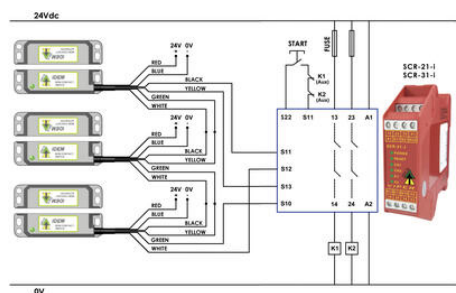 24Vdc
24V 0V
RED
BLUE
BLACK
YELLOW
GREEN
WHITE
24V 0V
RED
BLUE
BLACK
YELLOW
GREEN
WHITE
24V 0V
RED
BLUE
BLACK
YELLOW
GREEN
WHITE
START
K1
(Aux)
K2
(Aux)
FUSE
SCR-21-i
SCR-31-i
S22 S11 13 23 A1
S11
S12
S13
S10
14 24 A2
K1 K2
0V